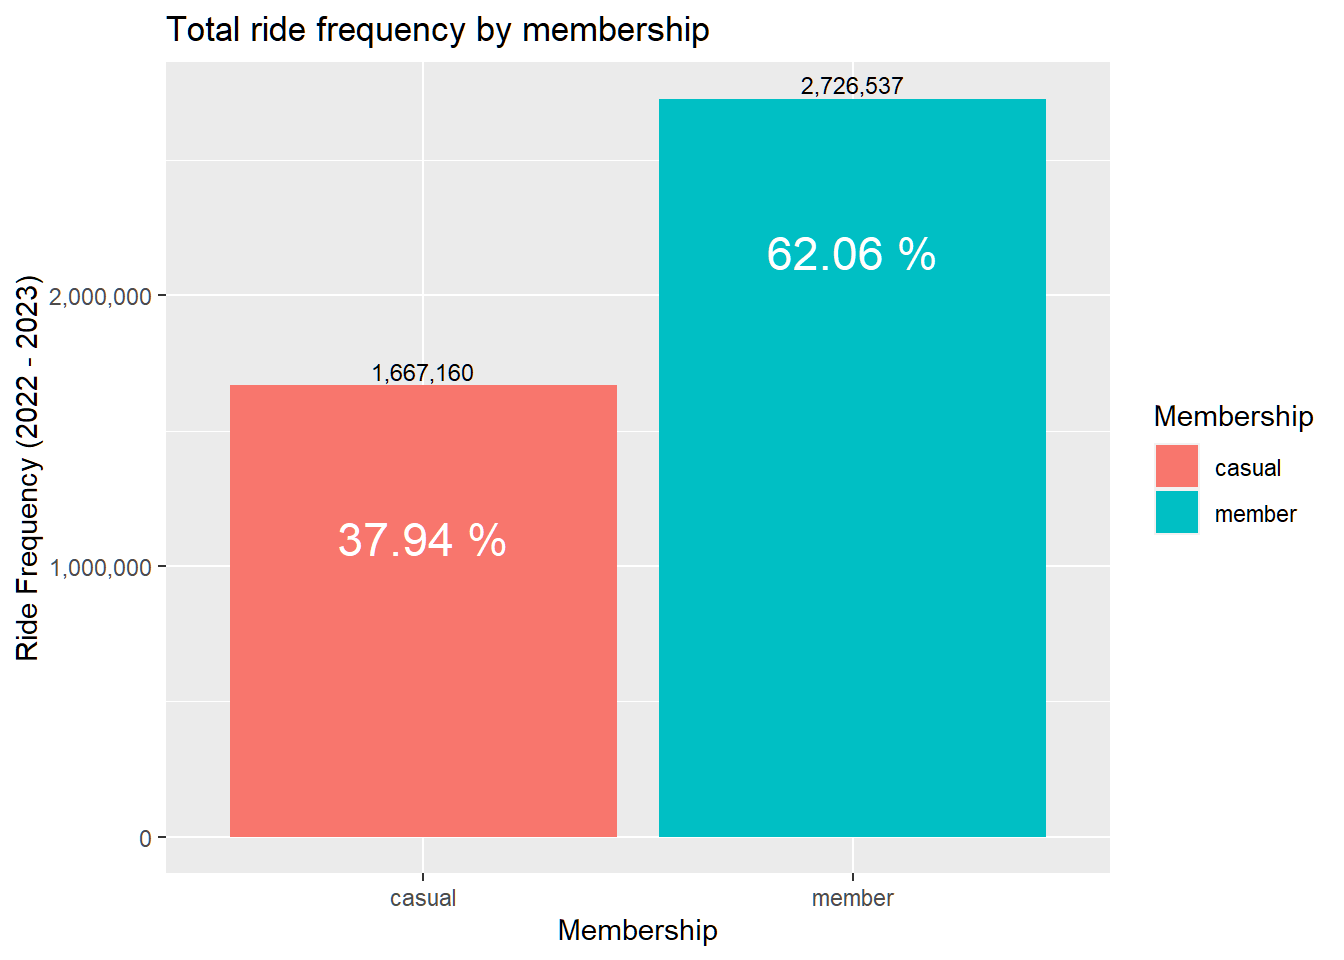 Total ride frequency by membership
2,726,537
62.06 %
2,000,000
1,667,160
37.94 %
1,000,000
0
Ride Frequency (2022 - 2023)
casual
member
Membership
Membership
casual
member